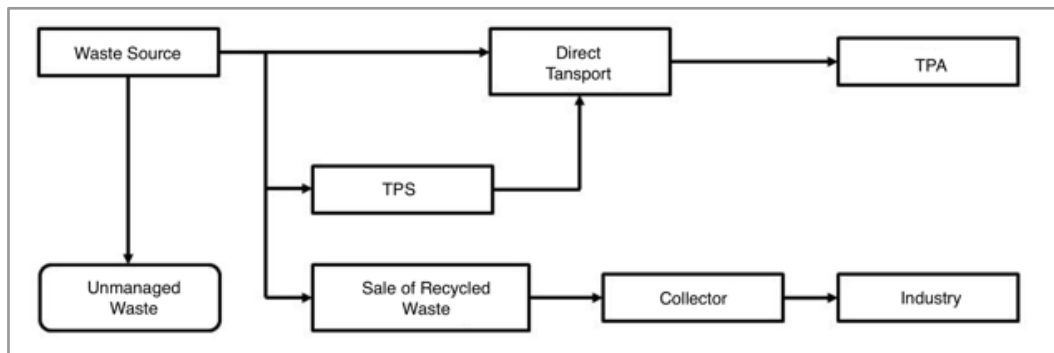 Waste Source
Direct
Tansport
TPA
TPS
Unmanaged
Waste
Sale of Recycled
Waste
Collector
Industry